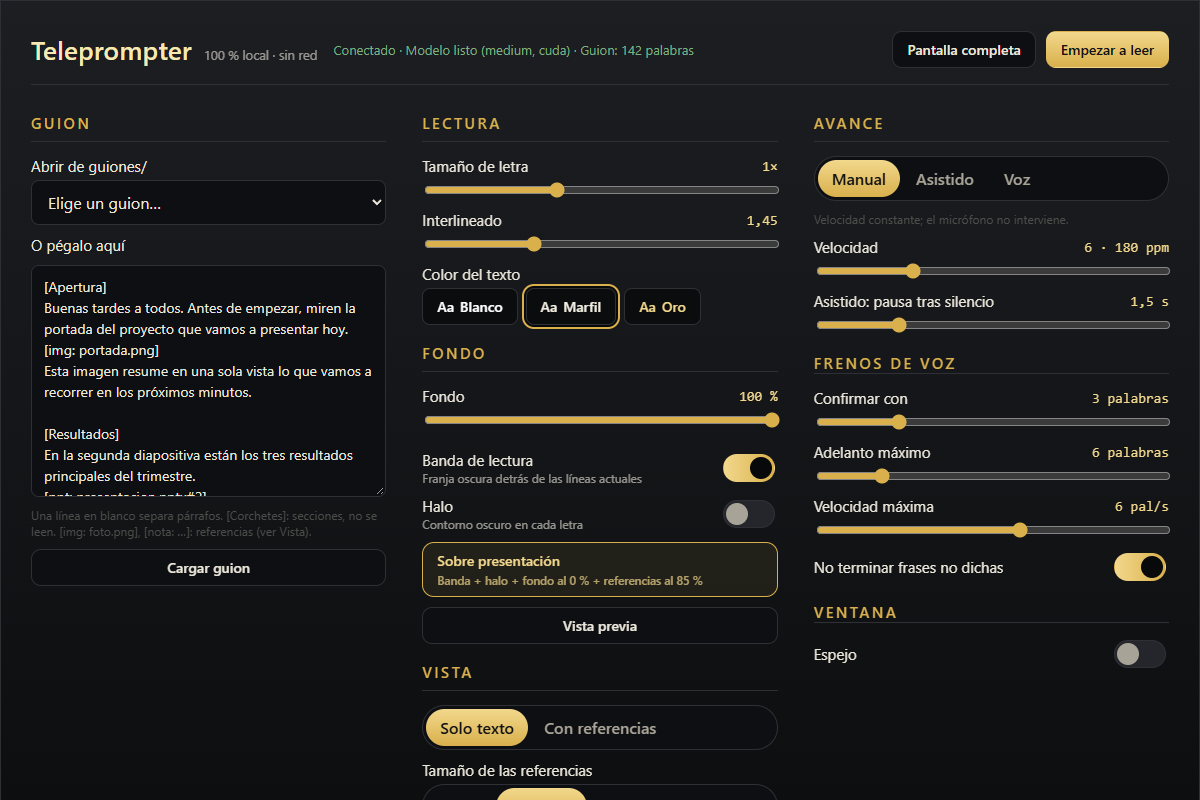 Teleprompter 100 % local · sin red Conectado · Modelo listo (medium, cuda) · Guion: 142 palabras
Pantalla completa
Empezar a leer
GUION
Abrir de guiones/
Elige un guion...
O pégalo aquí
[Apertura]
Buenas tardes a todos. Antes de empezar, miren la
portada del proyecto que vamos a presentar hoy.
[img: portada.png]
Esta imagen resume en una sola vista lo que vamos a
recorrer en los próximos minutos.
[Resultados]
En la segunda diapositiva están los tres resultados
principales del trimestre.
Una línea en blanco separa párrafos. [Corchetes]: secciones, no se
leen. [img: foto.png], [nota: ...]: referencias (ver Vista).
Cargar guion
LECTURA
Tamaño de letra 1×
Interlineado 1,45
Color del texto
Aa Blanco
Aa Marfil
Aa Oro
FONDO
Fondo 100 %
Banda de lectura
Franja oscura detrás de las líneas actuales
Halo
Contorno oscuro en cada letra
Sobre presentación
Banda + halo + fondo al 0 % + referencias al 85 %
Vista previa
VISTA
Solo texto
Con referencias
Tamaño de las referencias
AVANCE
Manual
Asistido
Voz
Velocidad constante; el micrófono no interviene.
Velocidad 6 · 180 ppm
Asistido: pausa tras silencio 1,5 s
FRENOS DE VOZ
Confirmar con 3 palabras
Adelanto máximo 6 palabras
Velocidad máxima 6 pal/s
No terminar frases no dichas
VENTANA
Espejo